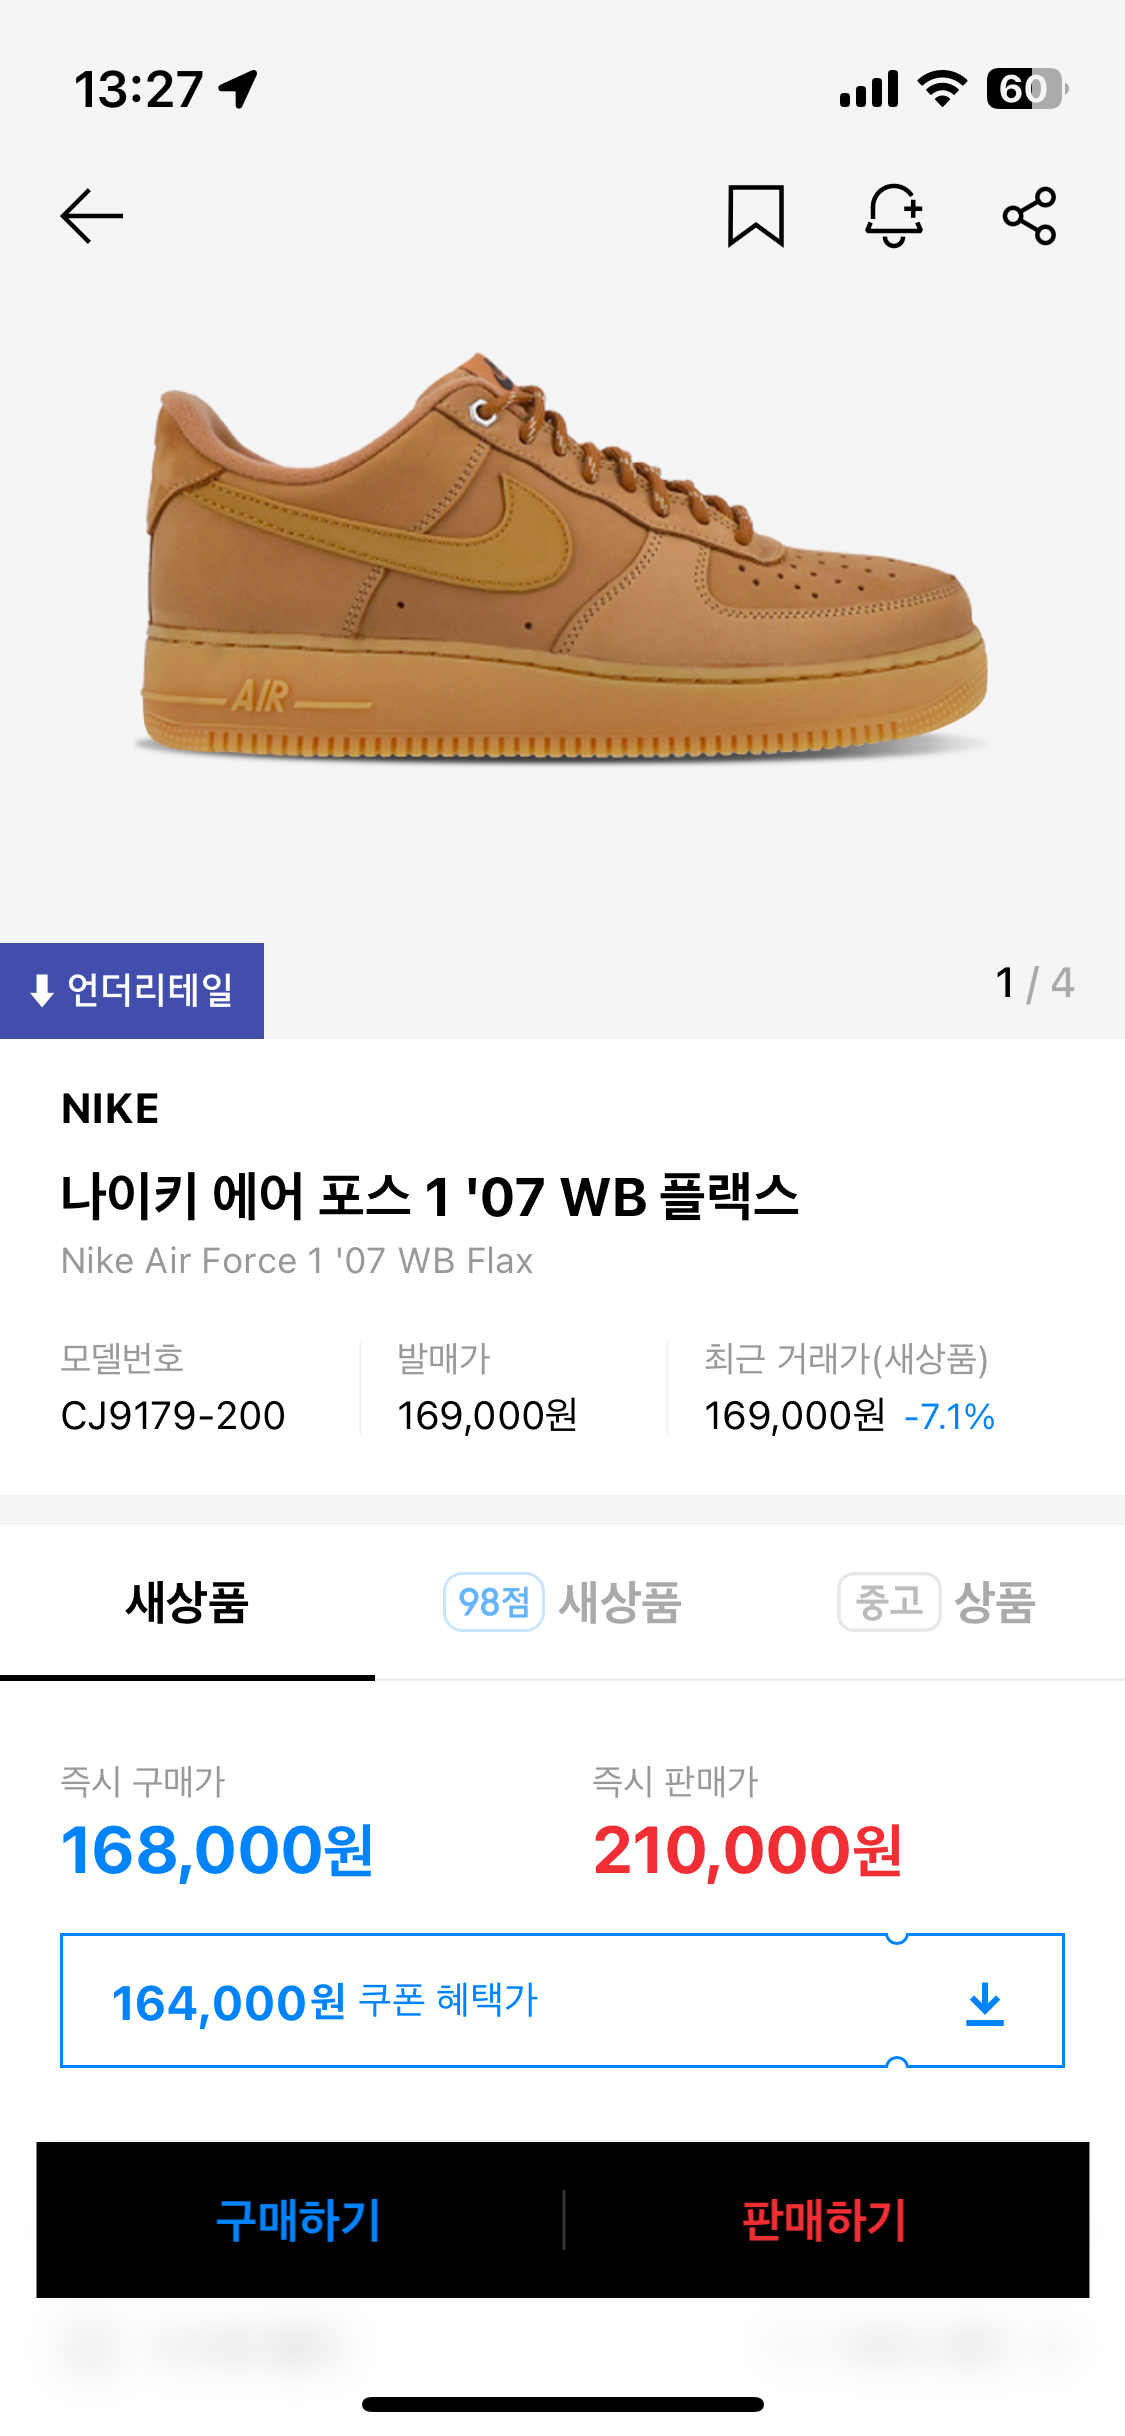 13:27
60
AIR
언더리테일
1 / 4
NIKE
나이키 에어 포스 1 '07 WB 플랙스
Nike Air Force 1 '07 WB Flax
모델번호 발매가 최근 거래가(새상품)
CJ9179-200 169,000원 169,000원 -7.1%
새상품 98점 새상품 중고 상품
즉시 구매가 즉시 판매가
168,000원 210,000원
164,000원 쿠폰 혜택가
구매하기 판매하기